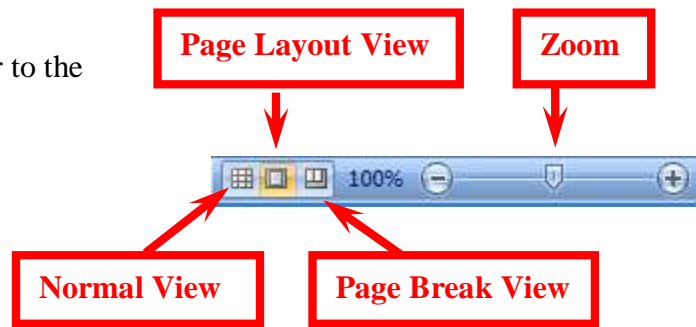 Page Layout View
Zoom
r to the
100%
Normal View
Page Break View